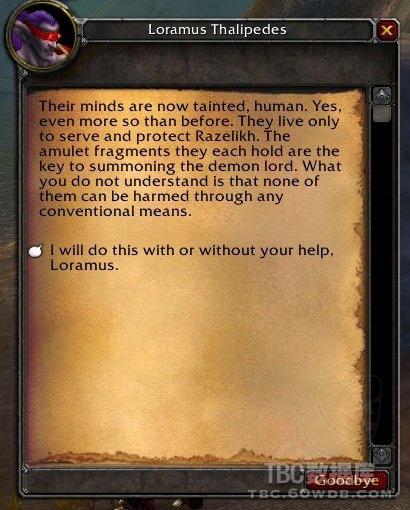 Loramus Thalipedes
Their minds are now tainted, human. Yes,
even more so than before. They live only
to serve and protect Razelikh. The
amulet fragments they each hold are the
key to summoning the demon lord. What
you do not understand is that none of
them can be harmed through any
conventional means.
I will do this with or without your help,
Loramus.
TBC数据库
Goodbye
TBC.60WDB.COM